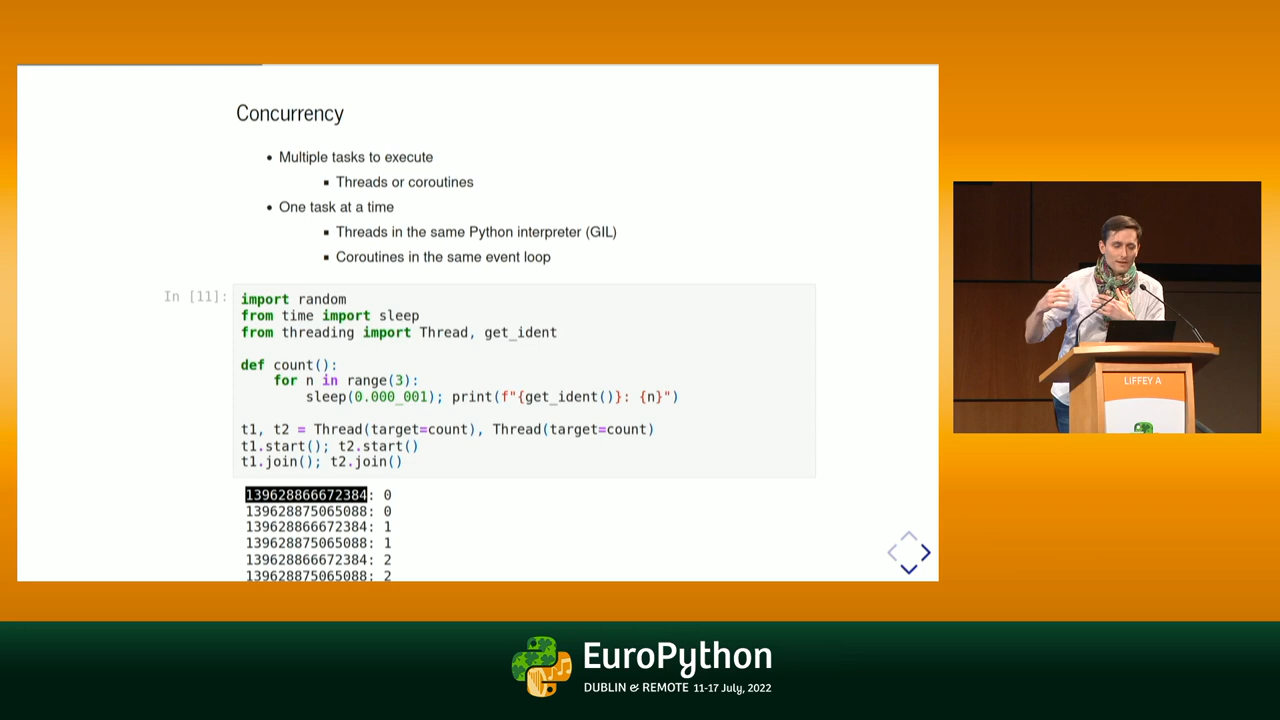 Concurrency
• Multiple tasks to execute
▪ Threads or coroutines
• One task at a time
▪ Threads in the same Python interpreter (GIL)
▪ Coroutines in the same event loop
In [11]:
import random
from time import sleep
from threading import Thread, get_ident
def count():
    for n in range(3):
        sleep(0.000_001); print(f"{get_ident()}: {n}")
t1, t2 = Thread(target=count), Thread(target=count)
t1.start(); t2.start()
t1.join(); t2.join()
139628866672384: 0
139628875065088: 0
139628866672384: 1
139628875065088: 1
139628866672384: 2
139628875065088: 2
LIFFEY A
EuroPython
DUBLIN & REMOTE 11-17 July, 2022